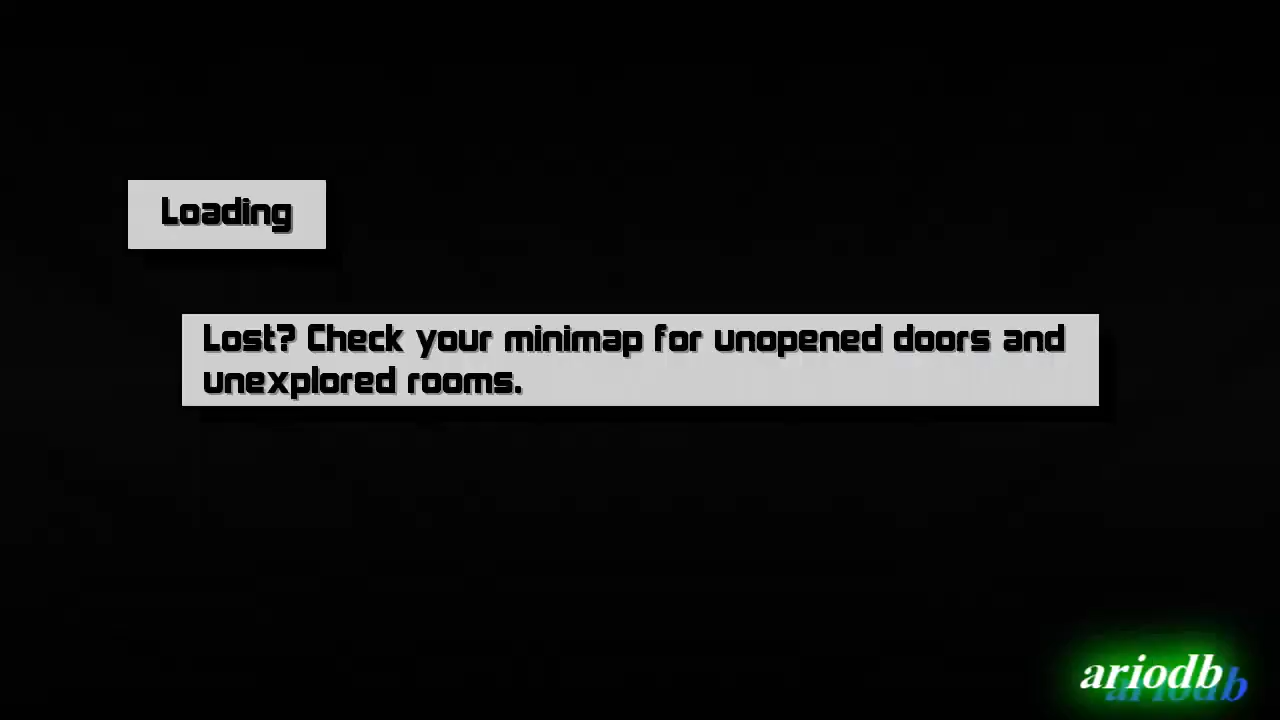 Loading
Lost? Check your minimap for unopened doors and
unexplored rooms.
ariodb